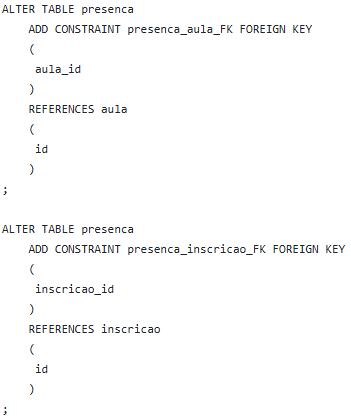 ALTER TABLE presenca
ADD CONSTRAINT presenca_aula_FK FOREIGN KEY
(
aula_id
)
REFERENCES aula
(
id
)
;
ALTER TABLE presenca
ADD CONSTRAINT presenca_inscricao_FK FOREIGN KEY
(
inscricao_id
)
REFERENCES inscricao
(
id
)
;